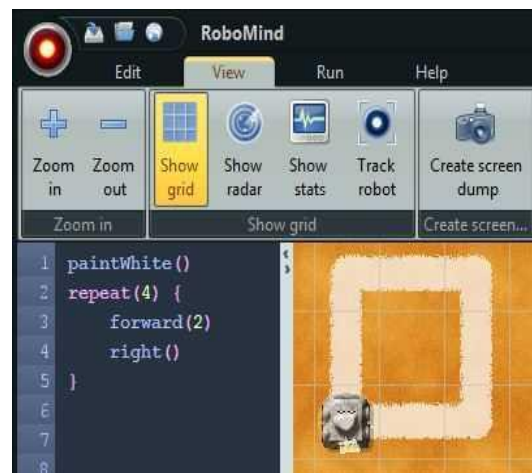 RoboMind
Edit View Run Help
Zoom in
Zoom out
Show grid
Show radar
Show stats
Track robot
Create screen dump
Zoom in Show grid Create screen...
1 paintWhite()
2 repeat(4) {
3 forward(2)
4 right()
5 }
6
7
8